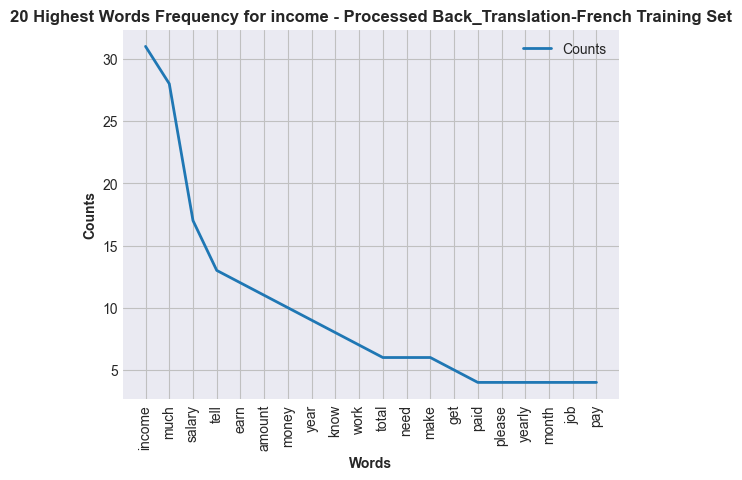 20 Highest Words Frequency for income - Processed Back_Translation-French Training Set
Counts
30
25
20
15
10
5
Counts
income
much
salary
tell
earn
amount
money
year
know
work
total
need
make
get
paid
please
yearly
month
job
pay
Words